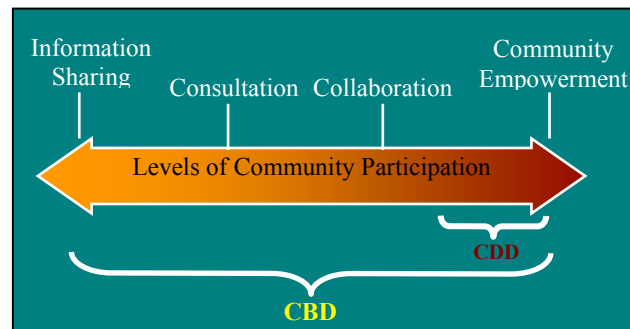 Information
Sharing
Consultation
Collaboration
Community
Empowerment
Levels of Community Participation
CDD
CBD